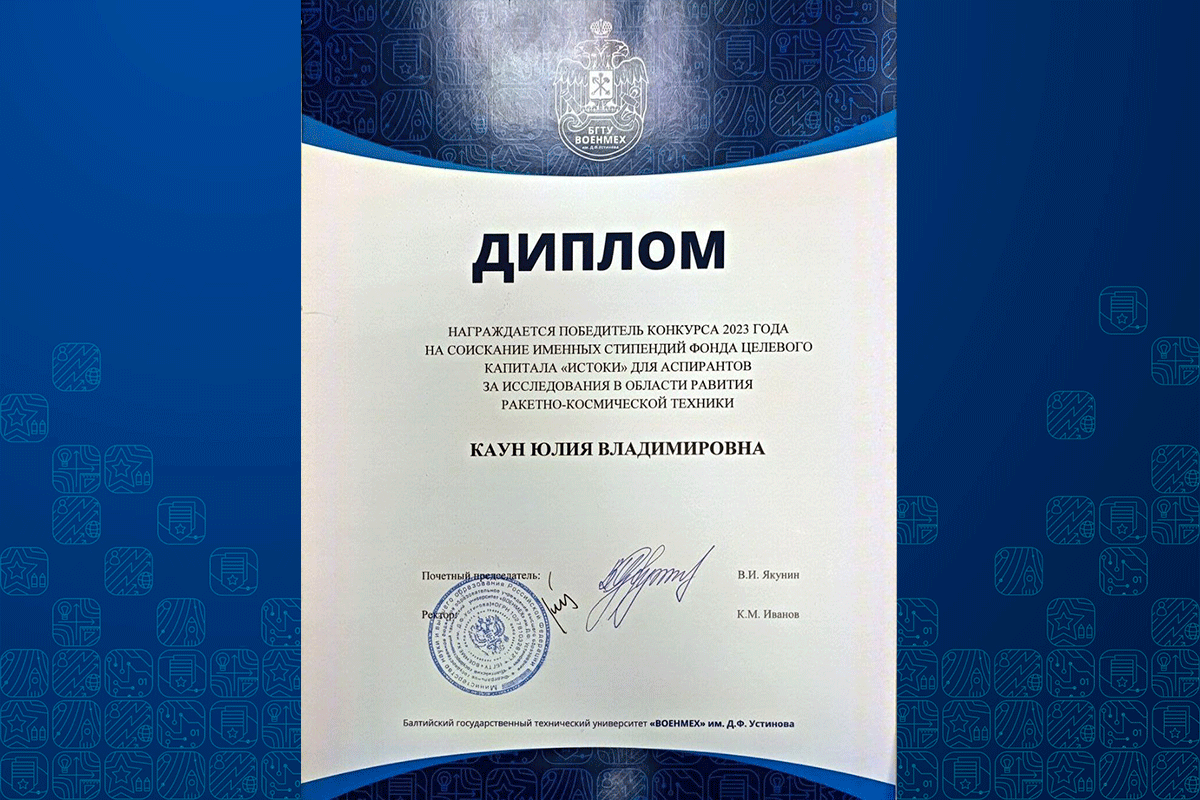 БГТУ
ВОЕНМЕХ
им. Д.Ф. Устинова
ДИПЛОМ
НАГРАЖДАЕТСЯ ПОБЕДИТЕЛЬ КОНКУРСА 2023 ГОДА
НА СОИСКАНИЕ ИМЕННЫХ СТИПЕНДИЙ ФОНДА ЦЕЛЕВОГО
КАПИТАЛА «ИСТОКИ» ДЛЯ АСПИРАНТОВ
ЗА ИССЛЕДОВАНИЯ В ОБЛАСТИ РАВИТИЯ
РАКЕТНО-КОСМИЧЕСКОЙ ТЕХНИКИ
КАУН ЮЛИЯ ВЛАДИМИРОВНА
Почетный председатель:
В.И. Якунин
Ректор:
К.М. Иванов
Балтийский государственный технический университет «ВОЕНМЕХ» им. Д.Ф. Устинова